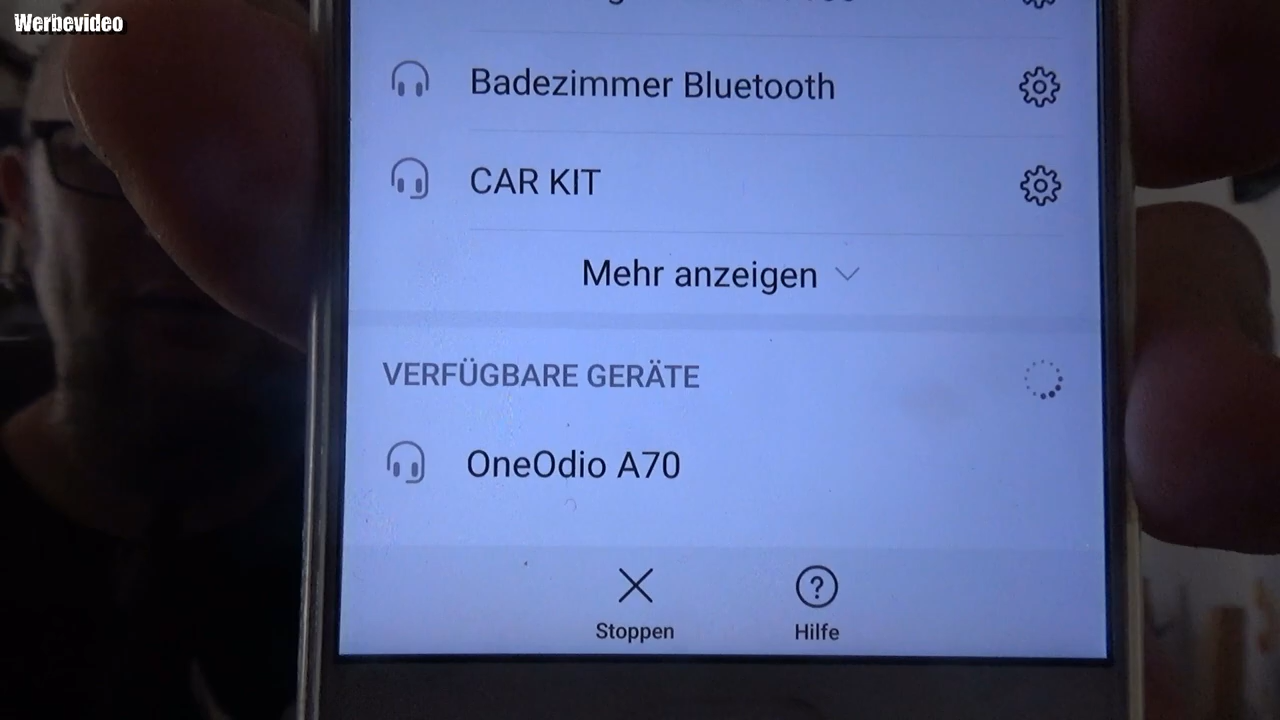 Werbevideo
Badezimmer Bluetooth
CAR KIT
Mehr anzeigen
VERFÜGBARE GERÄTE
OneOdio A70
Stoppen
Hilfe